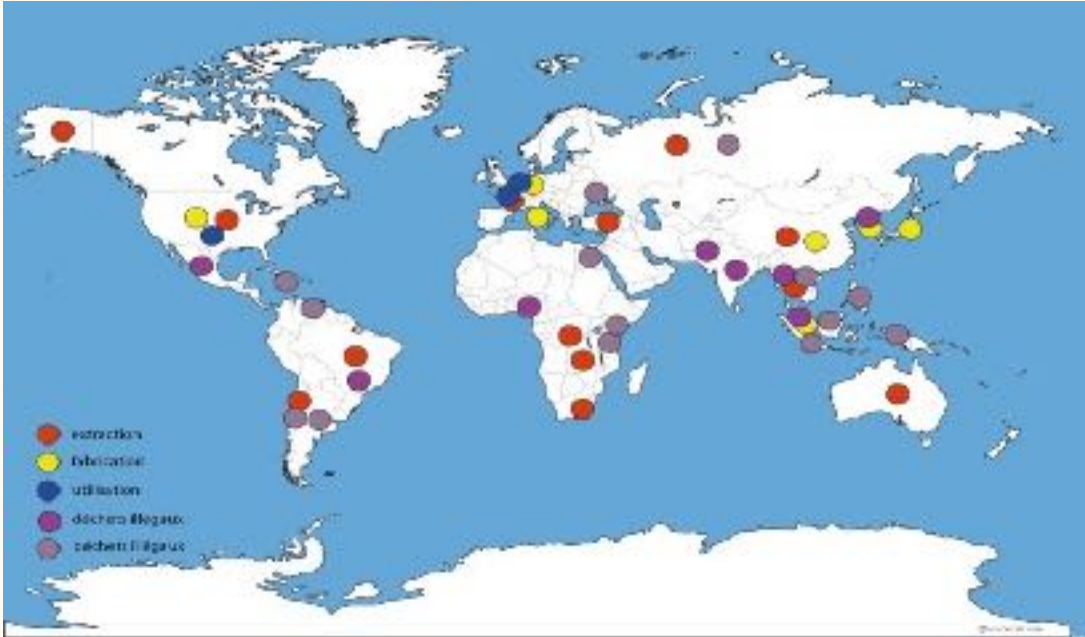 extraction
fabrication
utilisation
déchets illégaux
déchets illégaux